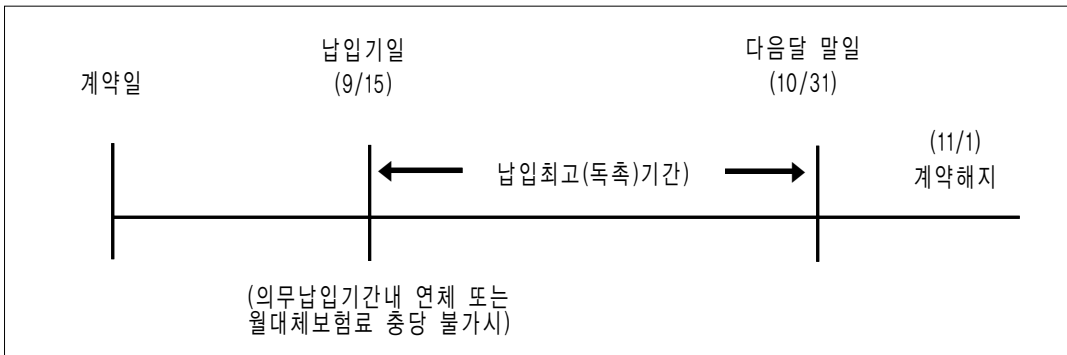 계약일
납입기일
(9/15)
다음달 말일
(10/31)
(11/1)
계약해지
납입최고(독촉)기간)
(의무납입기간내 연체 또는
월대체보험료 충당 불가시)